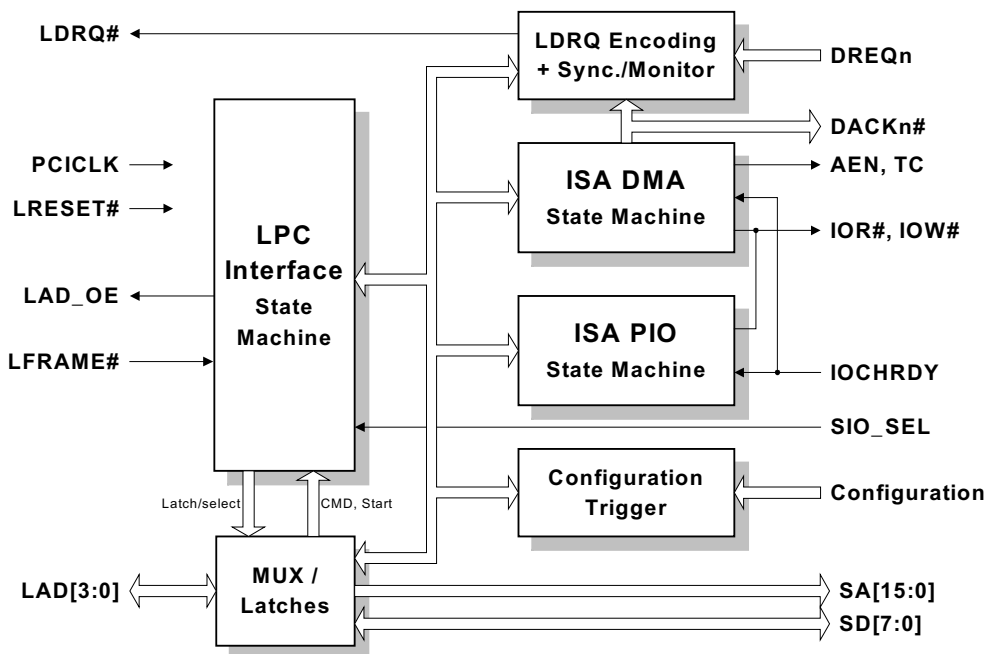 LDRQ#
LDRQ Encoding
+ Sync./Monitor
DREQn
DACKn#
PCICLK
LRESET#
LAD_OE
LFRAME#
LPC
Interface
State
Machine
ISA DMA
State Machine
AEN, TC
IOR#, IOW#
ISA PIO
State Machine
IOCHRDY
SIO_SEL
Configuration
Trigger
Configuration
Latch/select
CMD, Start
LAD[3:0]
MUX /
Latches
SA[15:0]
SD[7:0]